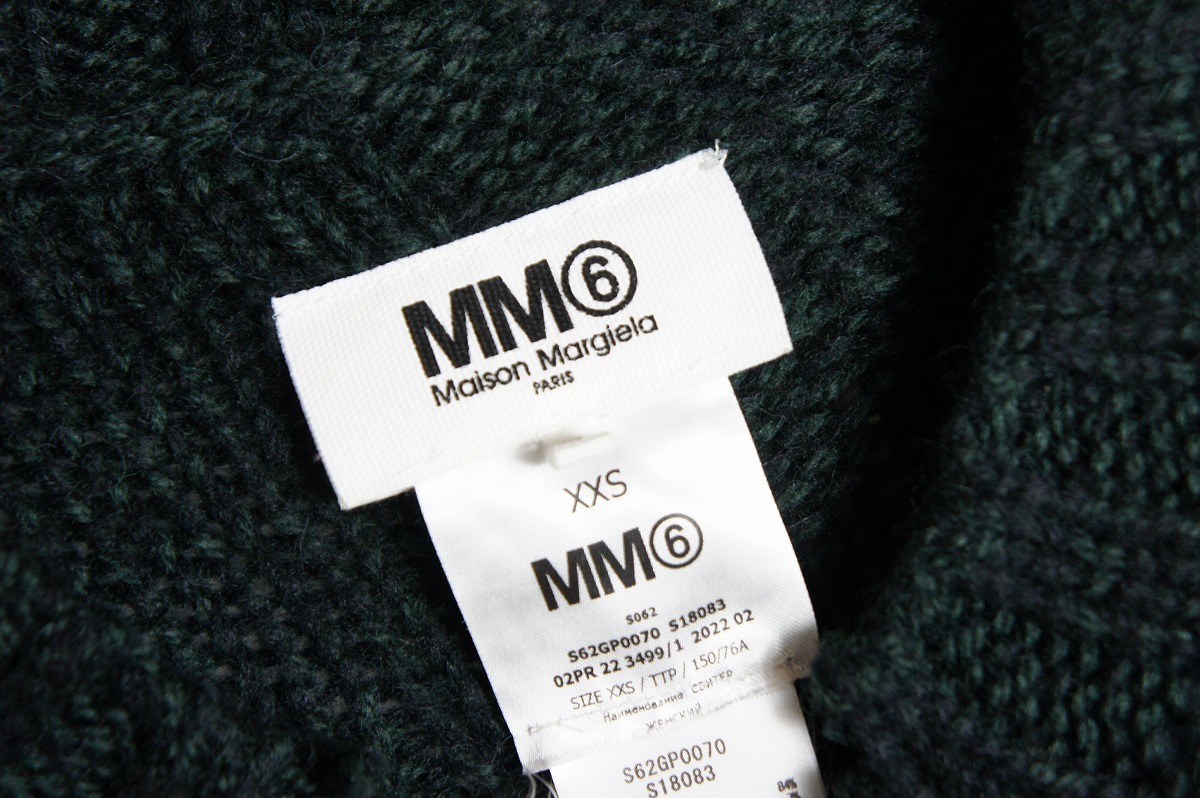 MM⑥
Maison Margiela
PARIS
XXS
MM⑥
S062
S62GP0070 S18083
02PR 22 3499/1 2022 02
SIZE XXS / TTP / 150/76A
Наименование: СВИТЕР
ЖЕНСКИЙ
S62GP0070
S18083